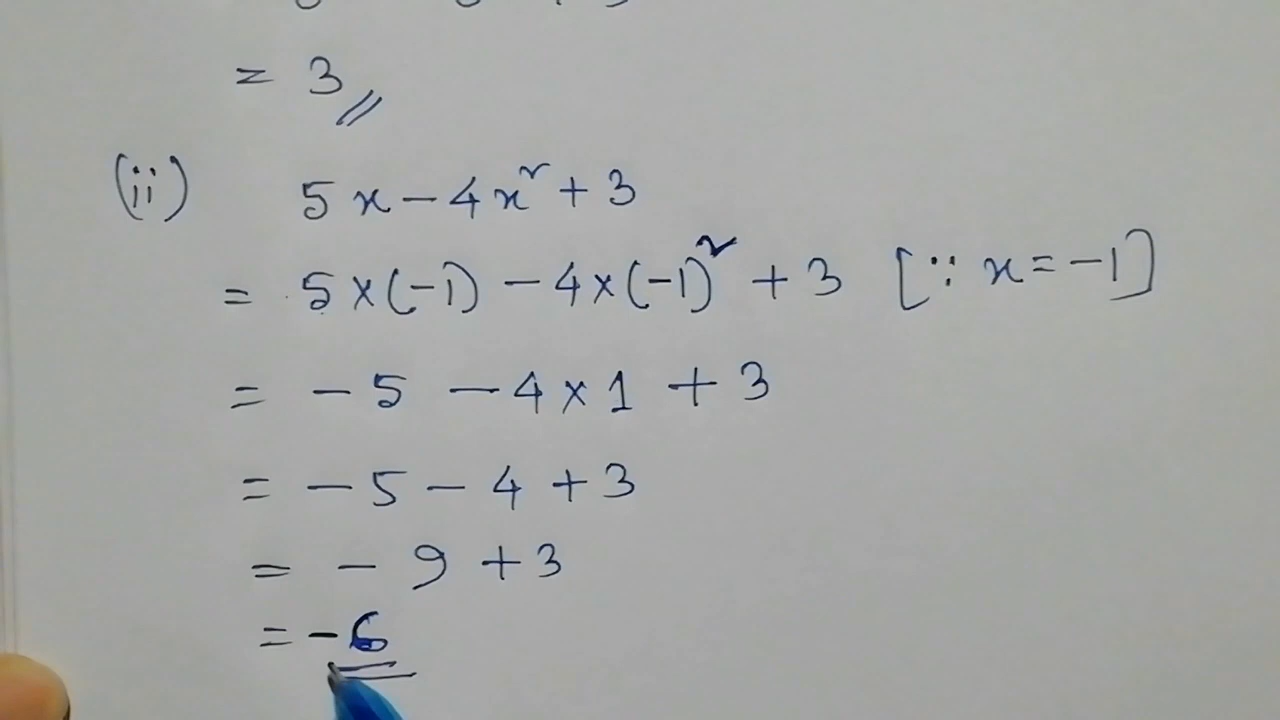 = 3
(ii) 5x - 4x² + 3
= 5×(-1) - 4×(-1)² + 3 [∵ x = -1]
= - 5 - 4 × 1 + 3
= - 5 - 4 + 3
= - 9 + 3
= - 6